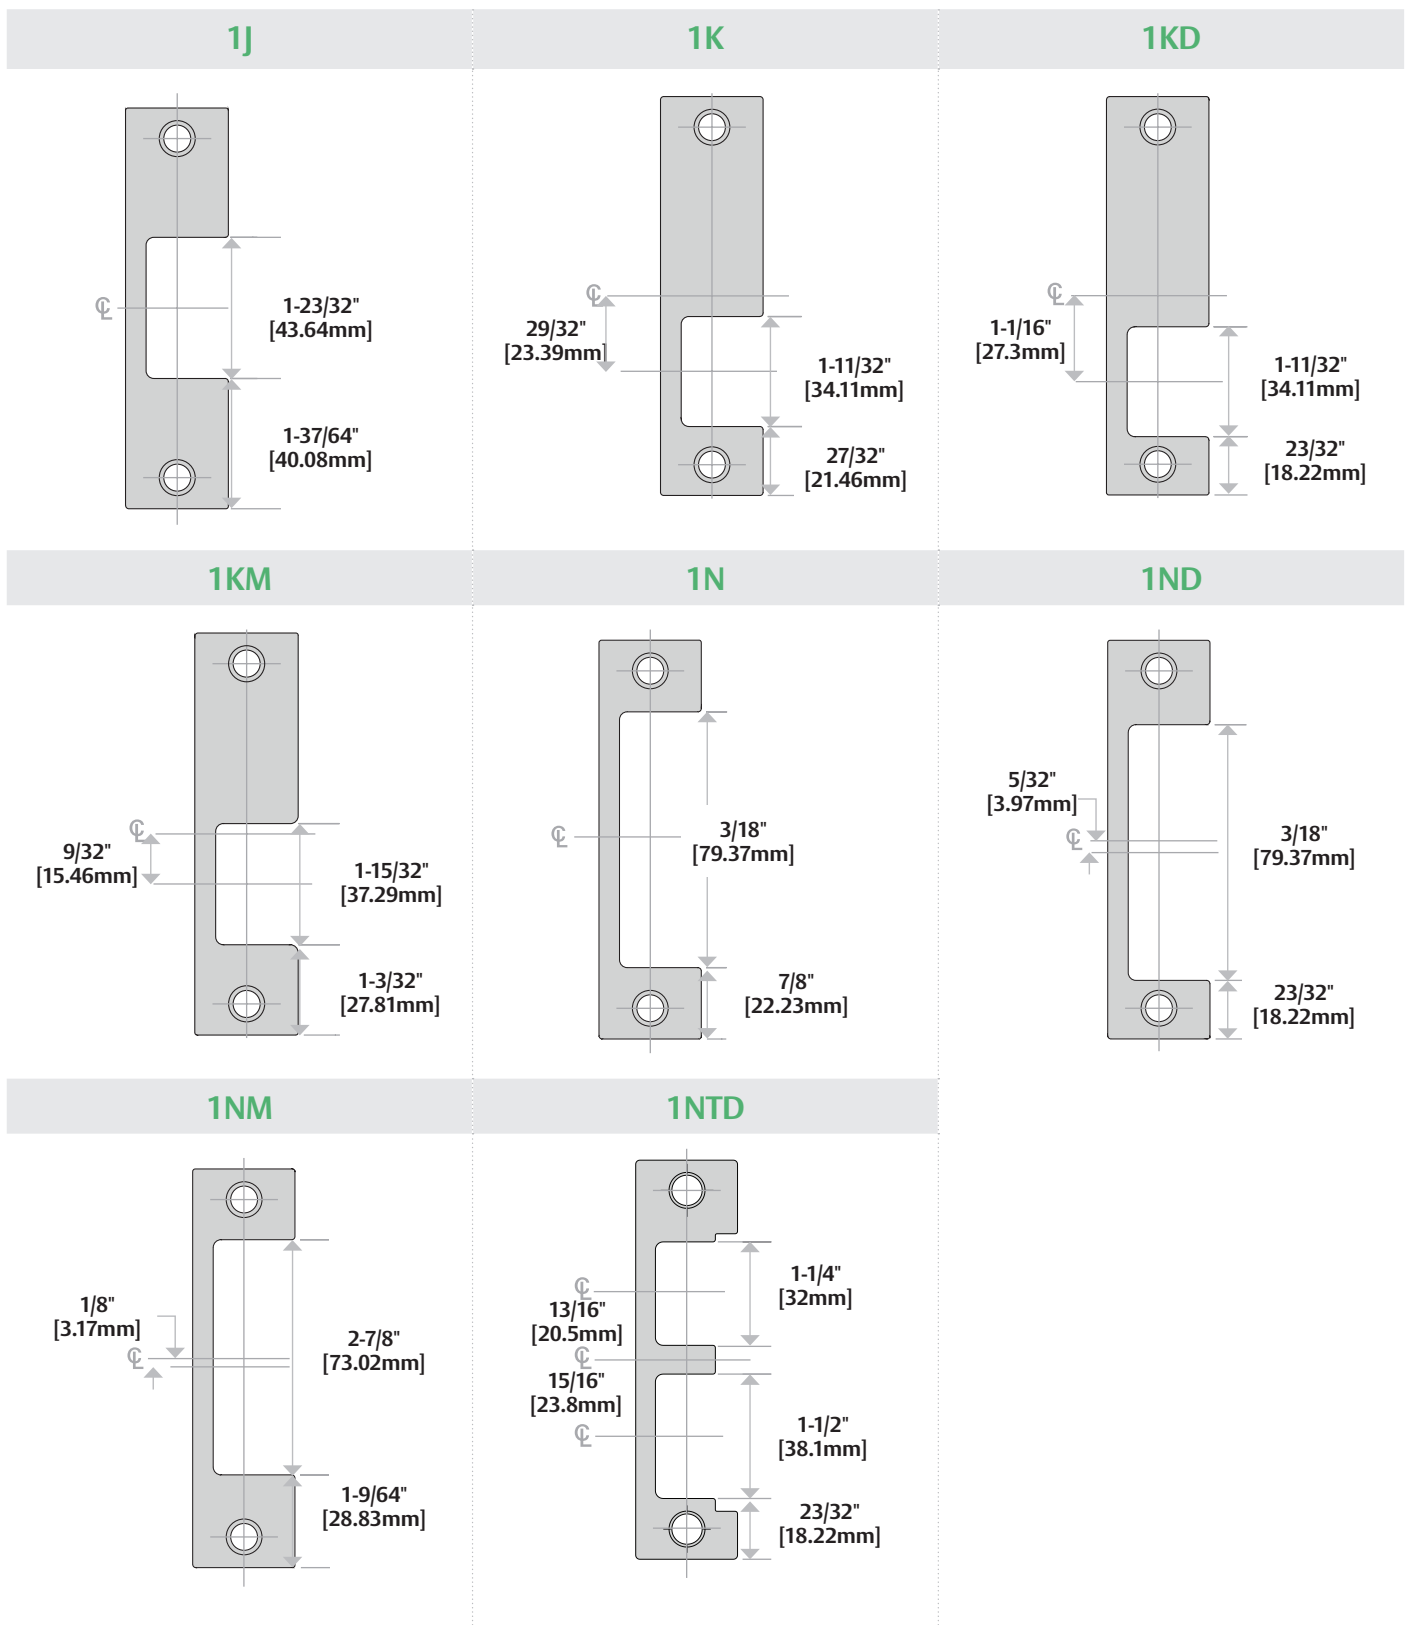 1J
1K
1KD
℄
1-23/32"
[43.64mm]
1-37/64"
[40.08mm]
℄
29/32"
[23.39mm]
1-11/32"
[34.11mm]
27/32"
[21.46mm]
℄
1-1/16"
[27.3mm]
1-11/32"
[34.11mm]
23/32"
[18.22mm]
1KM
1N
1ND
℄
9/32"
[15.46mm]
1-15/32"
[37.29mm]
1-3/32"
[27.81mm]
℄
3/18"
[79.37mm]
7/8"
[22.23mm]
5/32"
[3.97mm]
℄
3/18"
[79.37mm]
23/32"
[18.22mm]
1NM
1NTD
1/8"
[3.17mm]
℄
2-7/8"
[73.02mm]
1-9/64"
[28.83mm]
℄
13/16"
[20.5mm]
℄
15/16"
[23.8mm]
℄
1-1/4"
[32mm]
1-1/2"
[38.1mm]
23/32"
[18.22mm]